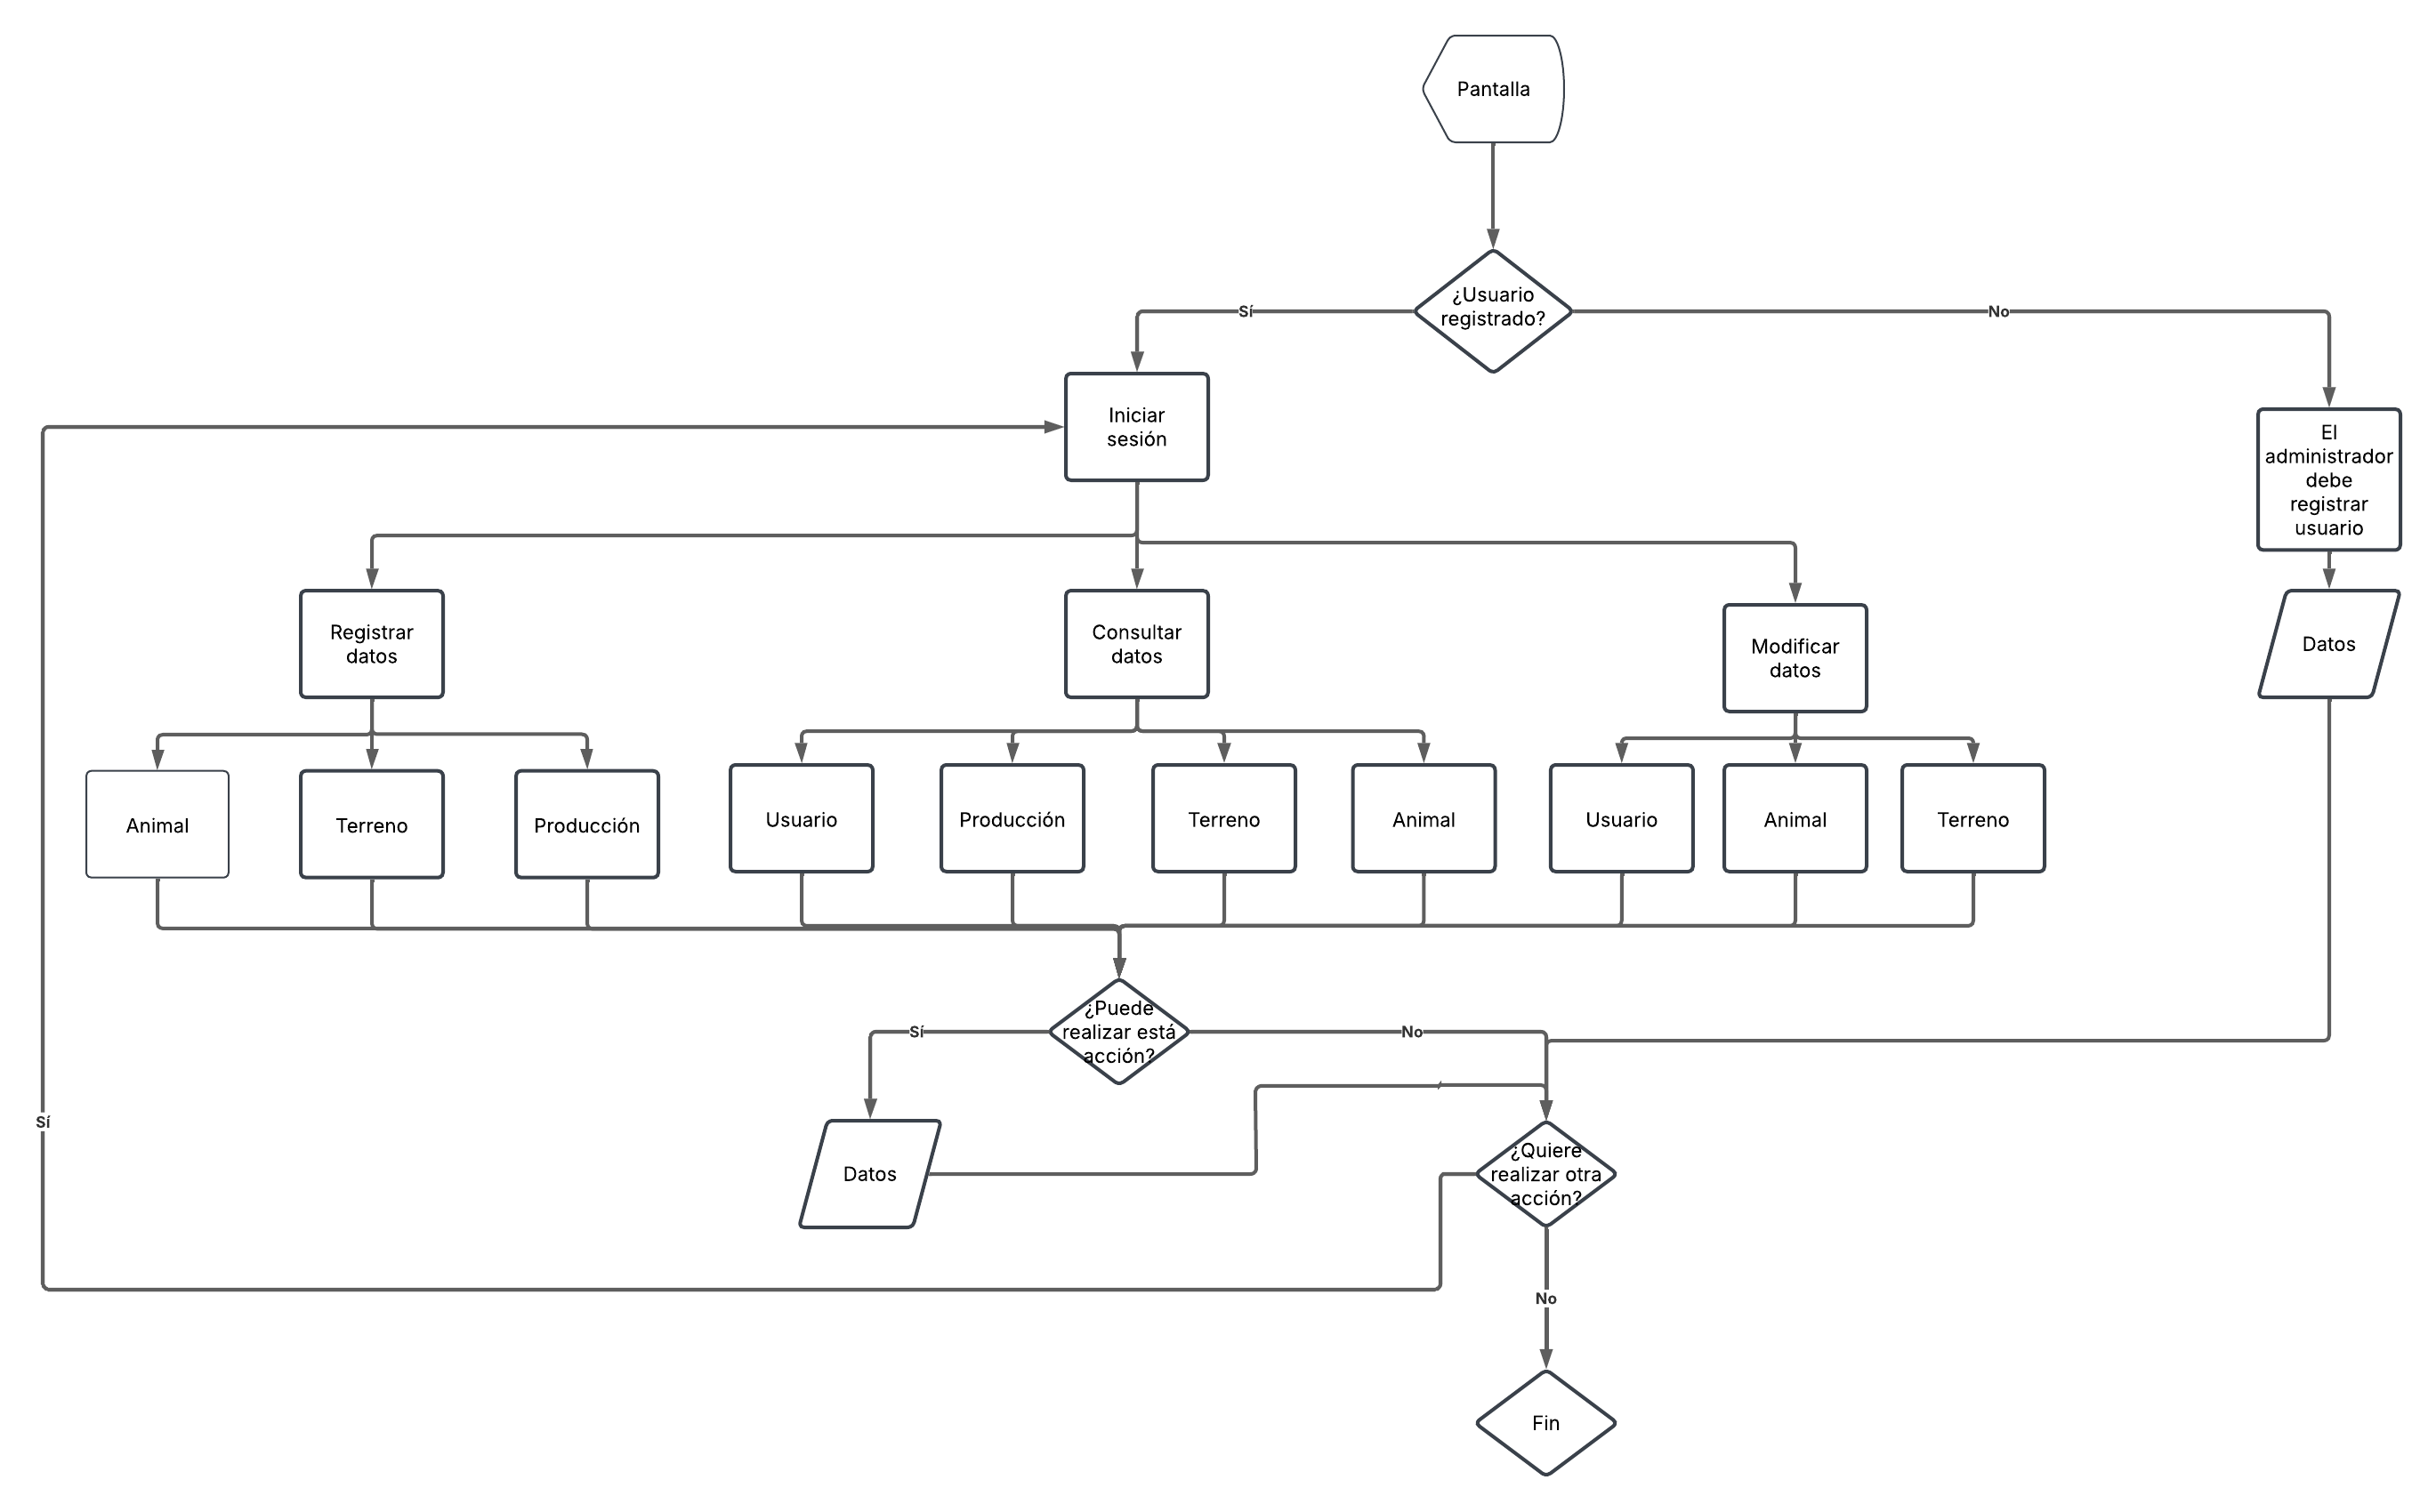 Pantalla
¿Usuario
registrado?
Sí
No
Iniciar
sesión
El
administrador
debe
registrar
usuario
Registrar
datos
Consultar
datos
Modificar
datos
Datos
Animal
Terreno
Producción
Usuario
Producción
Terreno
Animal
Usuario
Animal
Terreno
¿Puede
realizar está
acción?
Sí
No
Sí
Datos
¿Quiere
realizar otra
acción?
No
Fin